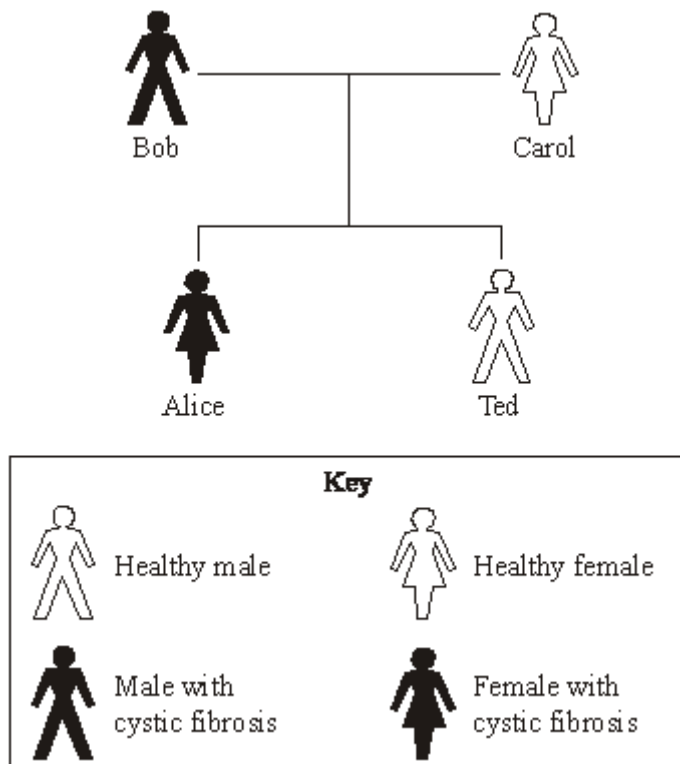 Bob
Carol
Alice
Ted
Key
Healthy male
Healthy female
Male with
cystic fibrosis
Female with
cystic fibrosis